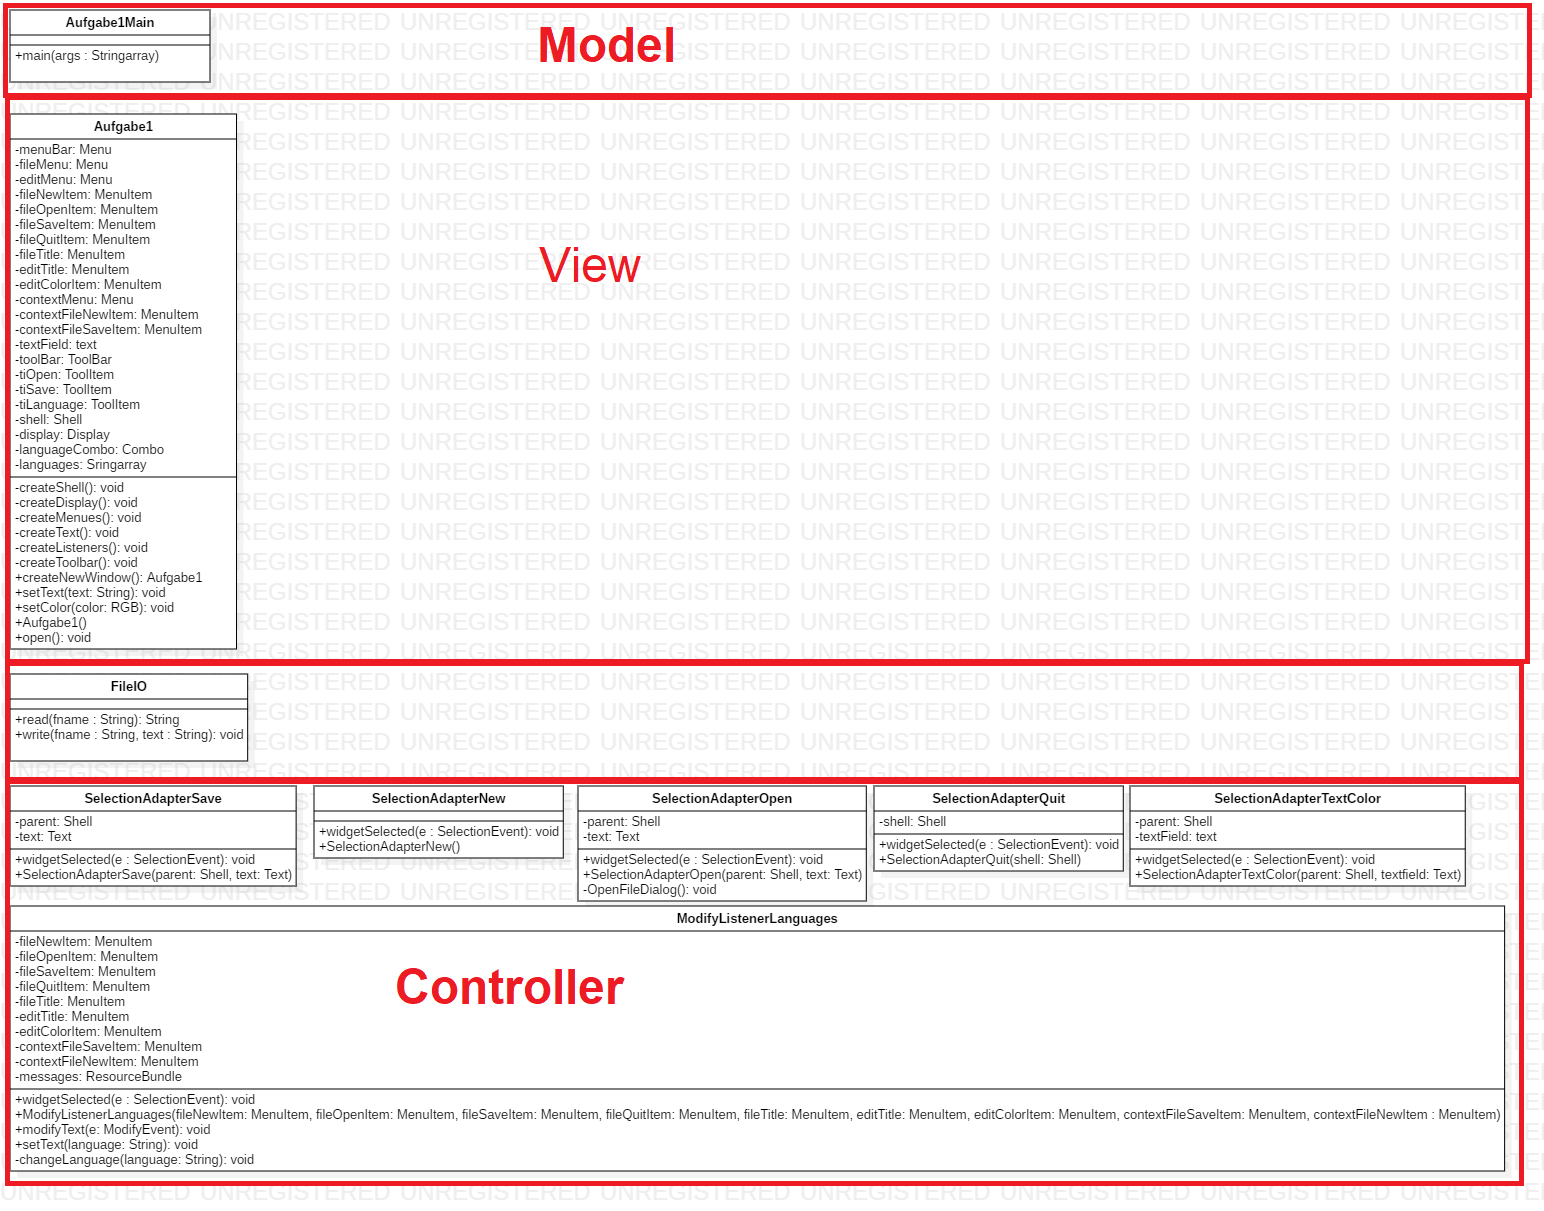 Aufgabe1Main
+main(args : Stringarray)
Model
Aufgabe1
-menuBar: Menu
-fileMenu: Menu
-editMenu: Menu
-fileNewItem: MenuItem
-fileOpenItem: MenuItem
-fileSaveItem: MenuItem
-fileQuitItem: MenuItem
-fileTitle: MenuItem
-editTitle: MenuItem
-editColorItem: MenuItem
-contextMenu: Menu
-contextFileNewItem: MenuItem
-contextFileSaveItem: MenuItem
-textField: text
-toolBar: ToolBar
-tiOpen: ToolItem
-tiSave: ToolItem
-tiLanguage: ToolItem
-shell: Shell
-display: Display
-languageCombo: Combo
-languages: Sringarray
-createShell(): void
-createDisplay(): void
-createMenues(): void
-createText(): void
-createListeners(): void
-createToolbar(): void
+createNewWindow(): Aufgabe1
+setText(text: String): void
+setColor(color: RGB): void
+Aufgabe1()
+open(): void
View
FileIO
+read(fname : String): String
+write(fname : String, text : String): void
SelectionAdapterSave
-parent: Shell
-text: Text
+widgetSelected(e : SelectionEvent): void
+SelectionAdapterSave(parent: Shell, text: Text)
SelectionAdapterNew
+widgetSelected(e : SelectionEvent): void
+SelectionAdapterNew()
SelectionAdapterOpen
-parent: Shell
-text: Text
+widgetSelected(e : SelectionEvent): void
+SelectionAdapterOpen(parent: Shell, text: Text)
-OpenFileDialog(): void
SelectionAdapterQuit
-shell: Shell
+widgetSelected(e : SelectionEvent): void
+SelectionAdapterQuit(shell: Shell)
SelectionAdapterTextColor
-parent: Shell
-textField: text
+widgetSelected(e : SelectionEvent): void
+SelectionAdapterTextColor(parent: Shell, textfield: Text)
ModifyListenerLanguages
-fileNewItem: MenuItem
-fileOpenItem: MenuItem
-fileSaveItem: MenuItem
-fileQuitItem: MenuItem
-fileTitle: MenuItem
-editTitle: MenuItem
-editColorItem: MenuItem
-contextFileSaveItem: MenuItem
-contextFileNewItem: MenuItem
-messages: ResourceBundle
Controller
+widgetSelected(e : SelectionEvent): void
+ModifyListenerLanguages(fileNewItem: MenuItem, fileOpenItem: MenuItem, fileSaveItem: MenuItem, fileQuitItem: MenuItem, fileTitle: MenuItem, editTitle: MenuItem, editColorItem: MenuItem, contextFileSaveItem: MenuItem, contextFileNewItem : MenuItem)
+modifyText(e: ModifyEvent): void
+setText(language: String): void
-changeLanguage(language: String): void
UNREGISTERED UNREGISTERED UNREGISTERED UNREGISTERED UNREGISTERED UNREGISTERED UNREGISTERED